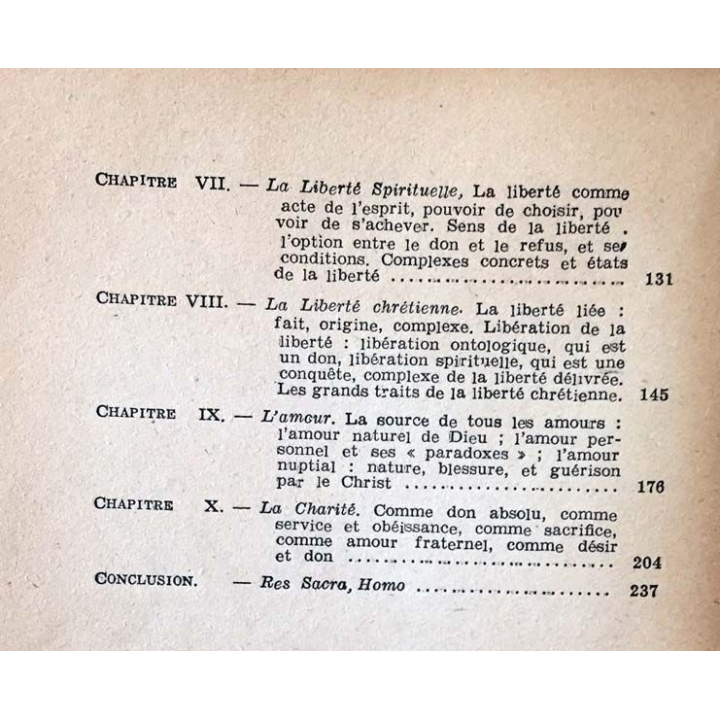 CHAPITRE VII. — La Liberté Spirituelle, La liberté comme
acte de l'esprit, pouvoir de choisir, pou
voir de s'achever. Sens de la liberté .
l'option entre le don et le refus, et ses
conditions. Complexes concrets et états
de la liberté .............................. 131
CHAPITRE VIII. — La Liberté chrétienne. La liberté liée :
fait, origine, complexe. Libération de la
liberté : libération ontologique, qui est
un don, libération spirituelle, qui est une
conquête, complexe de la liberté délivrée.
Les grands traits de la liberté chrétienne. 145
CHAPITRE IX. — L'amour. La source de tous les amours :
l'amour naturel de Dieu ; l'amour per-
sonnel et ses « paradoxes » ; l'amour
nuptial : nature, blessure, et guérison
par le Christ ........................ 176
CHAPITRE X. — La Charité. Comme don absolu, comme
service et obéissance, comme sacrifice,
comme amour fraternel, comme désir
et don .............................. 204
CONCLUSION. — Res Sacra, Homo ...................... 237